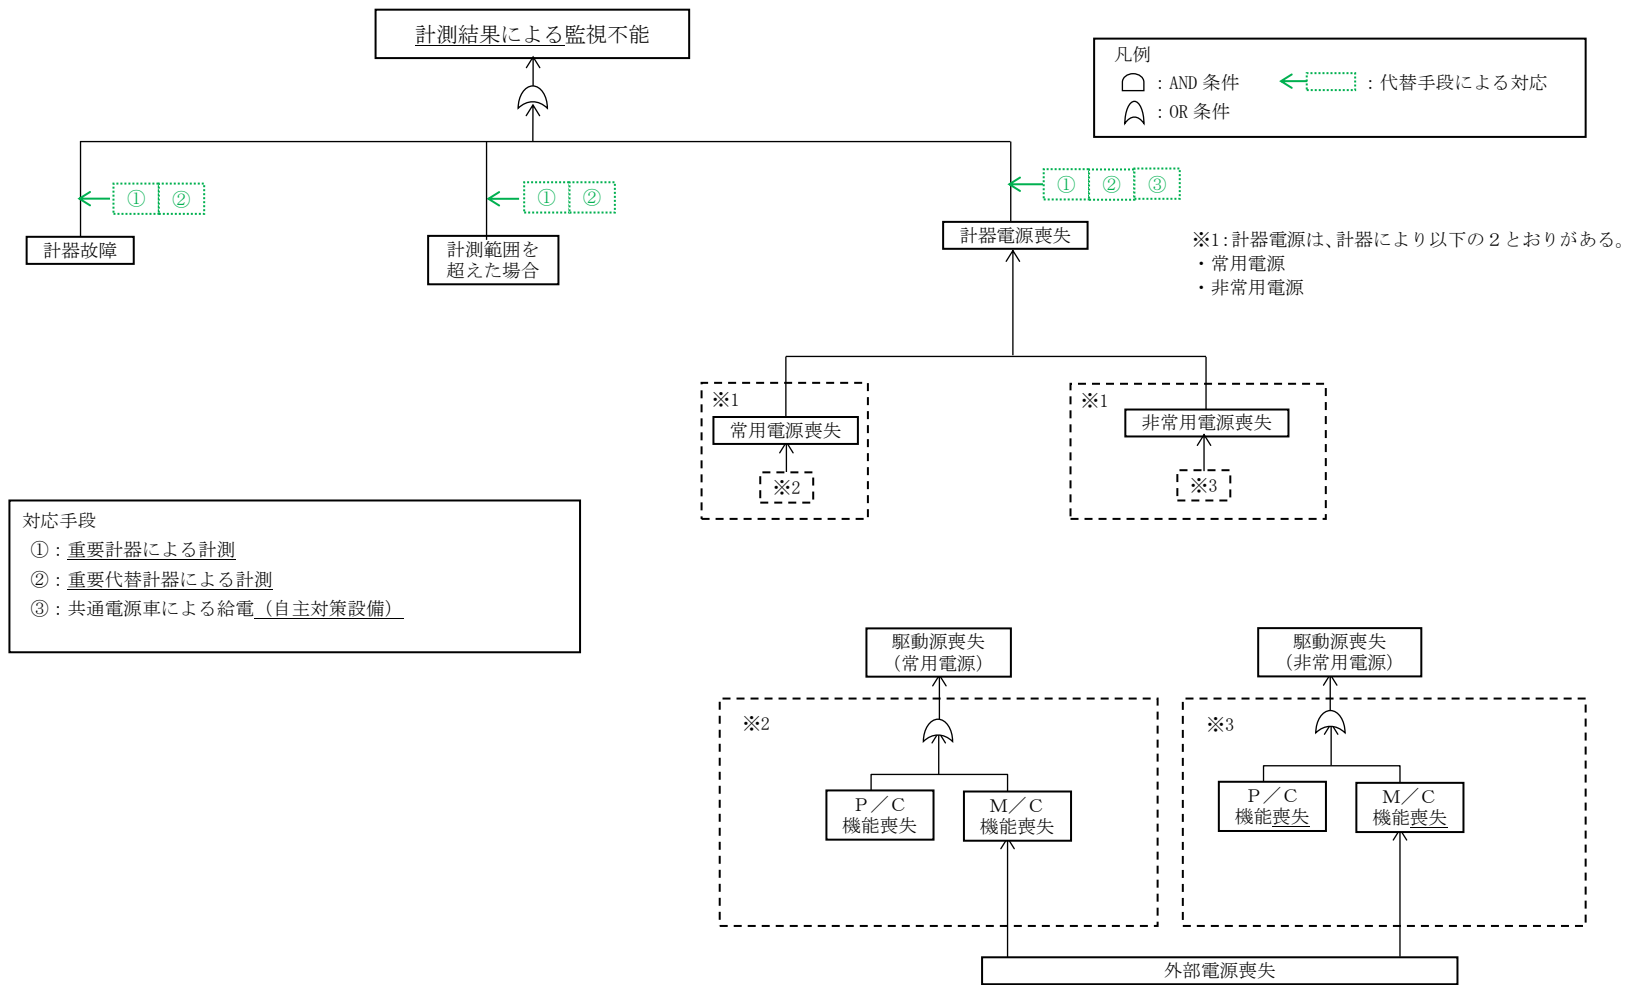 計測結果による監視不能
凡例
：AND 条件
：代替手段による対応
：OR 条件
① ②
① ②
① ② ③
計器故障
計測範囲を
超えた場合
計器電源喪失
※1：計器電源は、計器により以下の２とおりがある。
・常用電源
・非常用電源
※1
常用電源喪失
※2
※1
非常用電源喪失
※3
対応手段
①：重要計器による計測
②：重要代替計器による計測
③：共通電源車による給電（自主対策設備）
駆動源喪失
（常用電源）
駆動源喪失
（非常用電源）
※2
Ｐ／Ｃ
機能喪失
Ｍ／Ｃ
機能喪失
※3
Ｐ／Ｃ
機能喪失
Ｍ／Ｃ
機能喪失
外部電源喪失